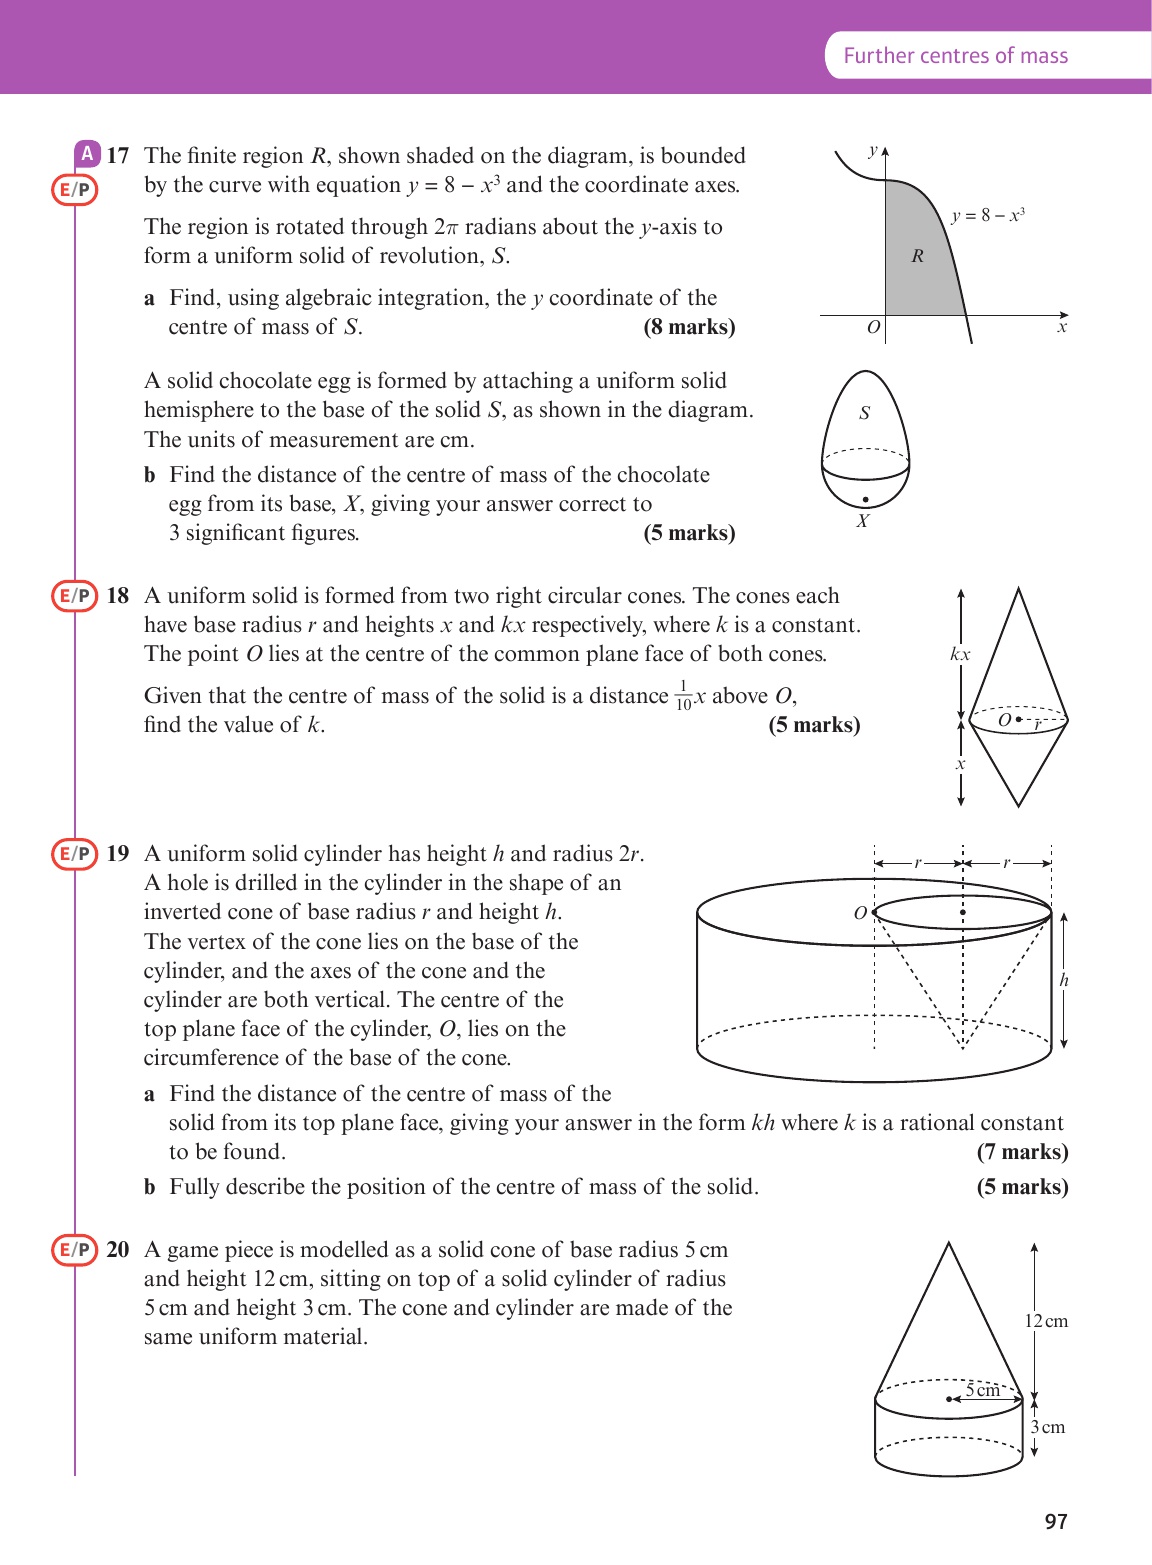 Further centres of mass
A 17 The finite region R, shown shaded on the diagram, is bounded
E/P by the curve with equation y = 8 − x³ and the coordinate axes.
The region is rotated through 2π radians about the y-axis to
form a uniform solid of revolution, S.
a Find, using algebraic integration, the y coordinate of the
centre of mass of S. (8 marks)
y
y = 8 − x³
R
O
x
A solid chocolate egg is formed by attaching a uniform solid
hemisphere to the base of the solid S, as shown in the diagram.
The units of measurement are cm.
b Find the distance of the centre of mass of the chocolate
egg from its base, X, giving your answer correct to
3 significant figures. (5 marks)
S
X
E/P 18 A uniform solid is formed from two right circular cones. The cones each
have base radius r and heights x and kx respectively, where k is a constant.
The point O lies at the centre of the common plane face of both cones.
Given that the centre of mass of the solid is a distance 1/10 x above O,
find the value of k. (5 marks)
kx
O
r
x
E/P 19 A uniform solid cylinder has height h and radius 2r.
A hole is drilled in the cylinder in the shape of an
inverted cone of base radius r and height h.
The vertex of the cone lies on the base of the
cylinder, and the axes of the cone and the
cylinder are both vertical. The centre of the
top plane face of the cylinder, O, lies on the
circumference of the base of the cone.
r r
O
h
a Find the distance of the centre of mass of the
solid from its top plane face, giving your answer in the form kh where k is a rational constant
to be found. (7 marks)
b Fully describe the position of the centre of mass of the solid. (5 marks)
E/P 20 A game piece is modelled as a solid cone of base radius 5 cm
and height 12 cm, sitting on top of a solid cylinder of radius
5 cm and height 3 cm. The cone and cylinder are made of the
same uniform material.
12 cm
5 cm
3 cm
97